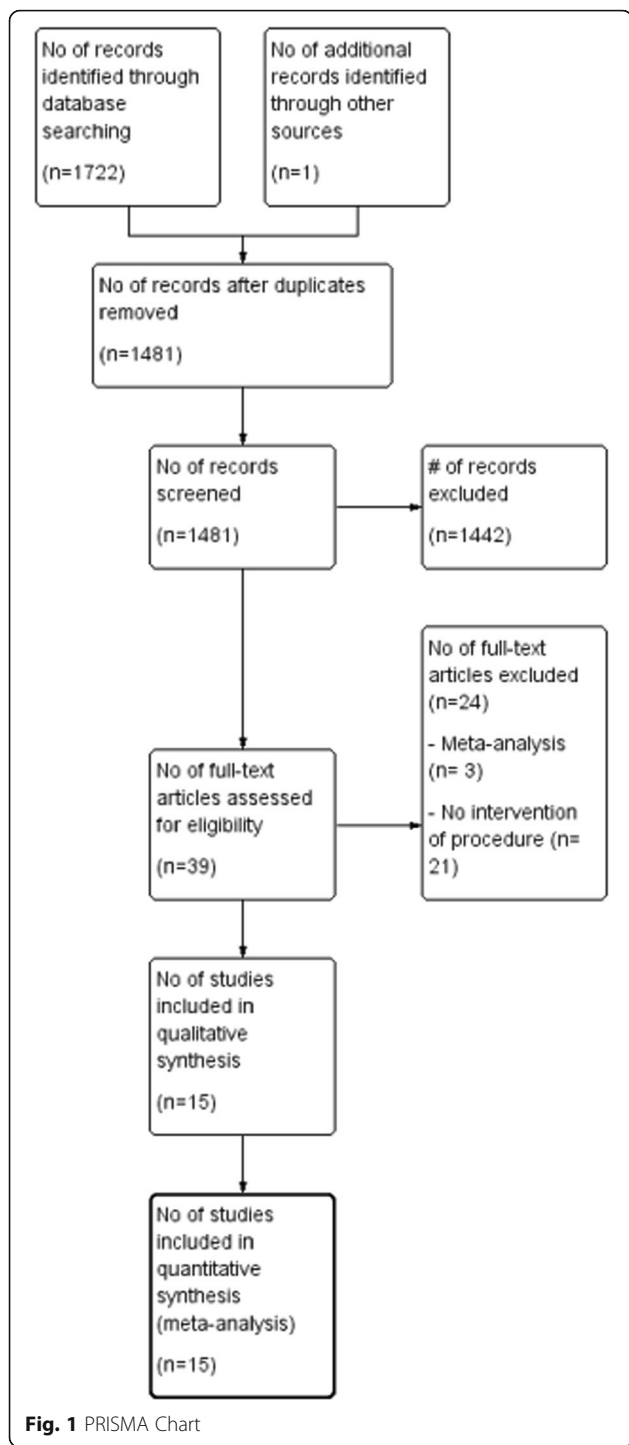 No of records
identified through
database
searching
(n=1722)
No of additional
records identified
through other
sources
(n=1)
No of records after duplicates
removed
(n=1481)
No of records
screened
(n=1481)
# of records
excluded
(n=1442)
No of full-text
articles assessed
for eligibility
(n=39)
No of full-text
articles excluded
(n=24)
- Meta-analysis
(n= 3)
- No intervention
of procedure (n=
21)
No of studies
included in
qualitative
synthesis
(n=15)
No of studies
included in
quantitative
synthesis
(meta-analysis)
(n=15)
Fig. 1 PRISMA Chart